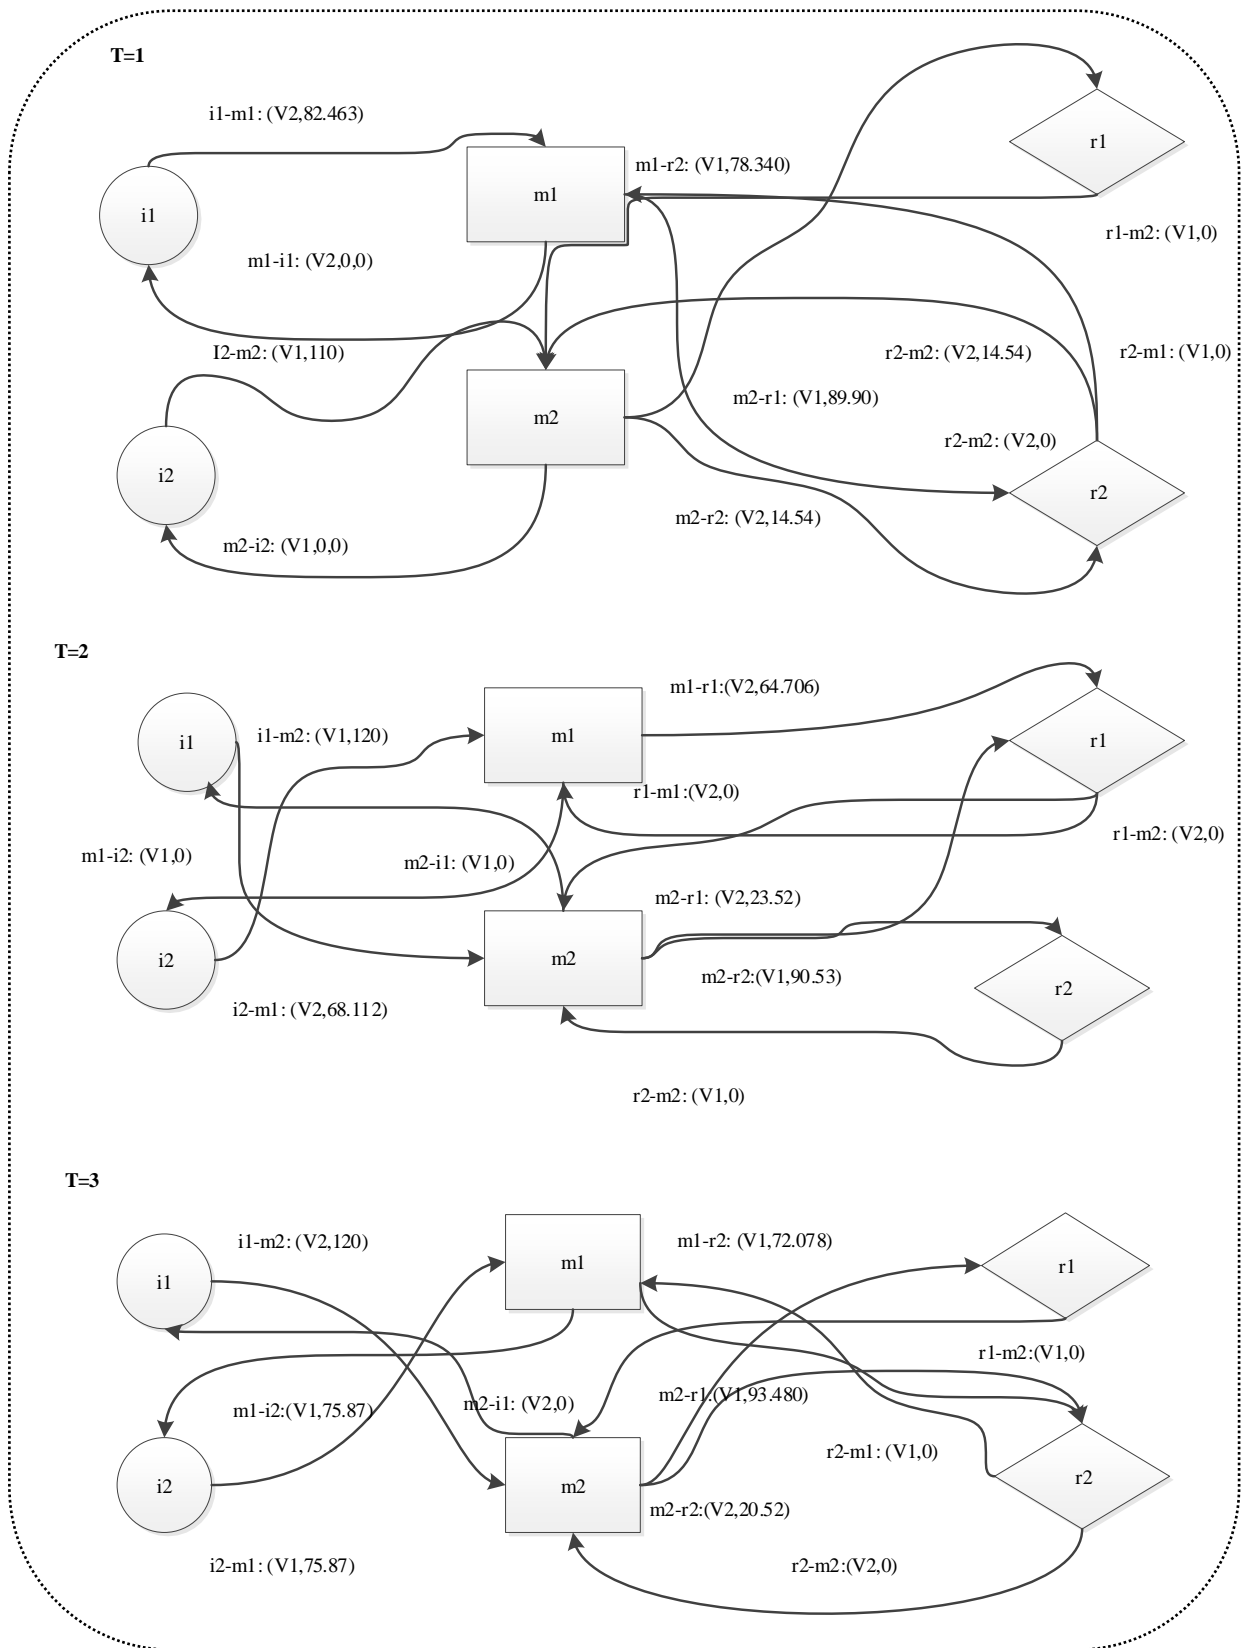 T=1
i1-m1: (V2,82.463)
r1
m1-r2: (V1,78.340)
m1
i1
r1-m2: (V1,0)
m1-i1: (V2,0,0)
I2-m2: (V1,110)
r2-m2: (V2,14.54)
r2-m1: (V1,0)
m2-r1: (V1,89.90)
m2
r2-m2: (V2,0)
i2
r2
m2-r2: (V2,14.54)
m2-i2: (V1,0,0)
T=2
m1-r1:(V2,64.706)
i1
i1-m2: (V1,120)
m1
r1
r1-m1:(V2,0)
r1-m2: (V2,0)
m1-i2: (V1,0)
m2-i1: (V1,0)
m2-r1: (V2,23.52)
i2
m2
m2-r2:(V1,90.53)
r2
i2-m1: (V2,68.112)
r2-m2: (V1,0)
T=3
i1-m2: (V2,120)
m1-r2: (V1,72.078)
m1
r1
i1
r1-m2:(V1,0)
m2-r1:(V1,93.480)
m2-i1: (V2,0)
m1-i2:(V1,75.87)
r2-m1: (V1,0)
r2
i2
m2
m2-r2:(V2,20.52)
i2-m1: (V1,75.87)
r2-m2:(V2,0)